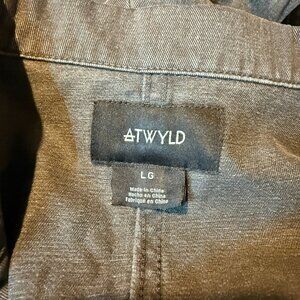 ATWYLD
LG
Made in China
Hecho en China
Fabriqué en Chine